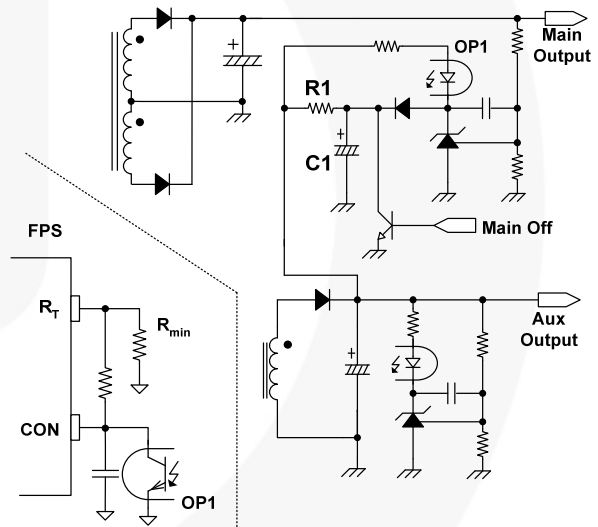 OP1
Main
Output
R1
C1
Main Off
FPS
RT
Rmin
Aux
Output
CON
OP1